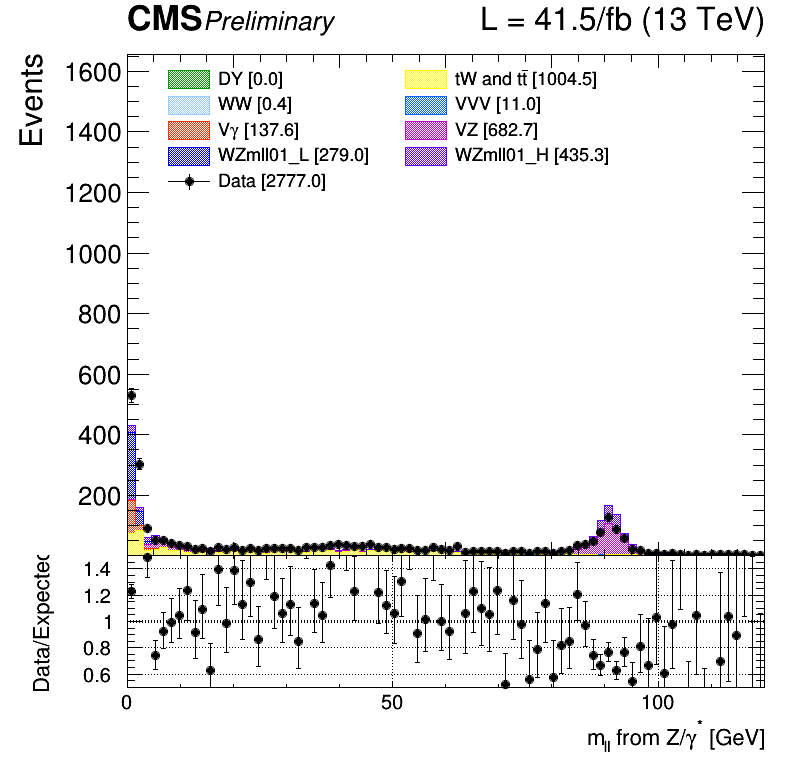 CMS Preliminary L = 41.5/fb (13 TeV)
Events
1600
1400
1200
1000
800
600
400
200
DY [0.0] tW and tt̄ [1004.5]
WW [0.4] VVV [11.0]
Vγ [137.6] VZ [682.7]
WZmll01_L [279.0] WZmll01_H [435.3]
Data [2777.0]
Data/Expected
1.4
1.2
1
0.8
0.6
0 50 100
m_ll from Z/γ* [GeV]